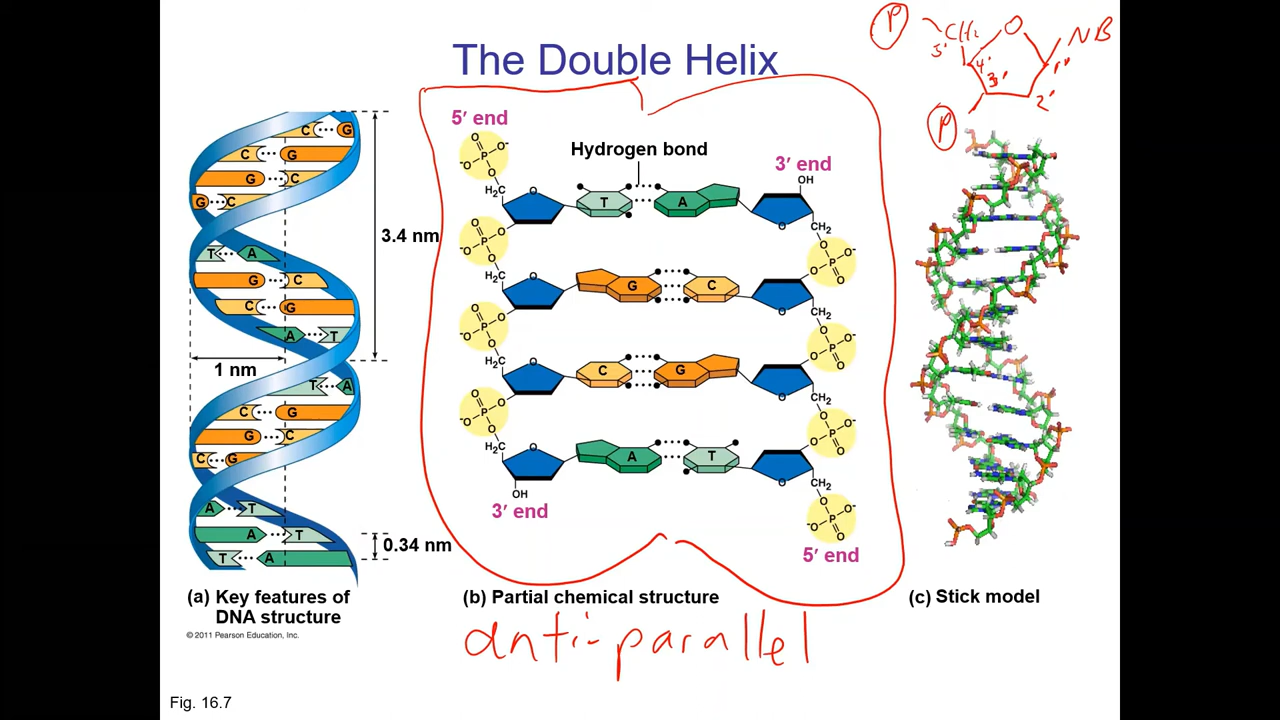 The Double Helix
P
CH2
O
NB
5'
4'
3'
2'
1'
P
C G
C G
G C
G C
T A
G C
C G
A T
T A
C G
G C
C G
A T
A T
T A
3.4 nm
1 nm
0.34 nm
5′ end
Hydrogen bond
3′ end
O
-O P O-
O
H2C
O
T A
OH
CH2
O
-O P O-
O
H2C
O
G C
O
CH2
O
O P O-
O
-O P O-
O
H2C
O
C G
O
CH2
O
O P O-
O
-O P O-
O
H2C
O
A T
O
CH2
O
O P O-
O
OH
3′ end
CH2
O
-O P O-
O
5′ end
(a) Key features of
DNA structure
(b) Partial chemical structure
(c) Stick model
© 2011 Pearson Education, Inc.
anti-parallel
Fig. 16.7